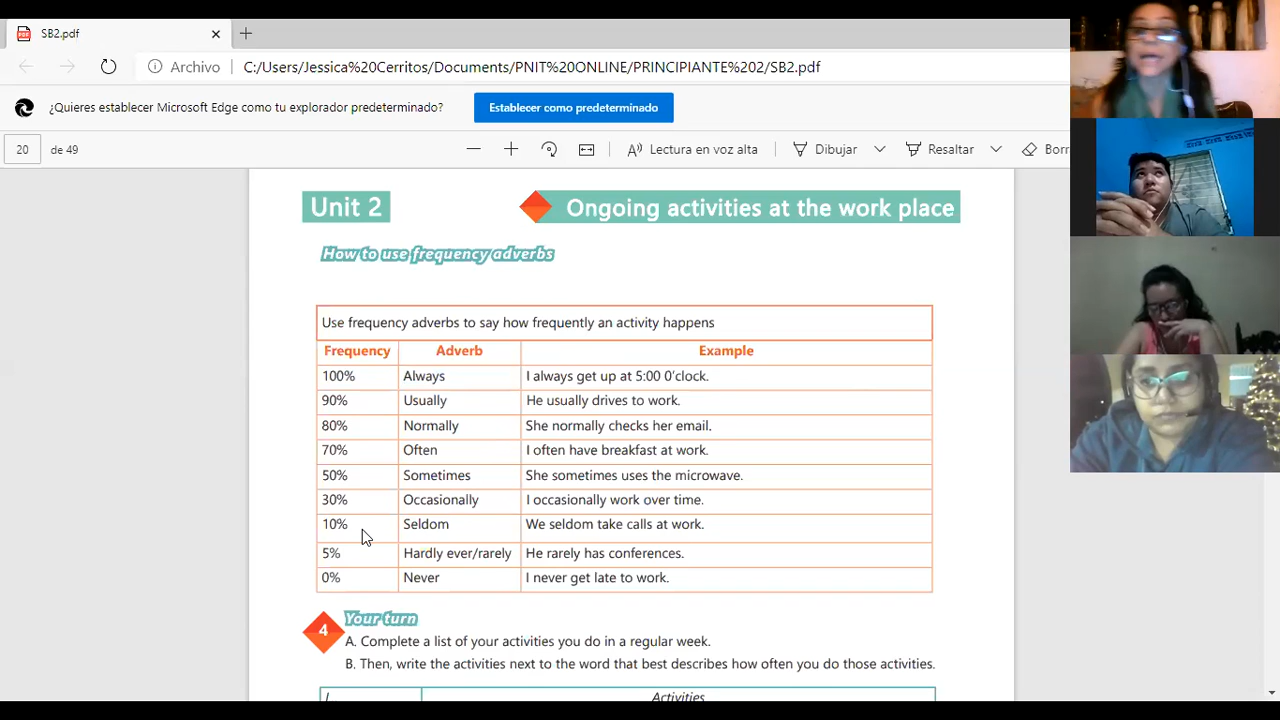 SB2.pdf
Archivo C:/Users/Jessica%20Cerritos/Documents/PNIT%20ONLINE/PRINCIPIANTE%202/SB2.pdf
¿Quieres establecer Microsoft Edge como tu explorador predeterminado? Establecer como predeterminado
20 de 49 Lectura en voz alta Dibujar Resaltar Borr
Unit 2 Ongoing activities at the work place
How to use frequency adverbs
Use frequency adverbs to say how frequently an activity happens
Frequency Adverb Example
100% Always I always get up at 5:00 0'clock.
90% Usually He usually drives to work.
80% Normally She normally checks her email.
70% Often I often have breakfast at work.
50% Sometimes She sometimes uses the microwave.
30% Occasionally I occasionally work over time.
10% Seldom We seldom take calls at work.
5% Hardly ever/rarely He rarely has conferences.
0% Never I never get late to work.
4 Your turn
A. Complete a list of your activities you do in a regular week.
B. Then, write the activities next to the word that best describes how often you do those activities.
I Activities